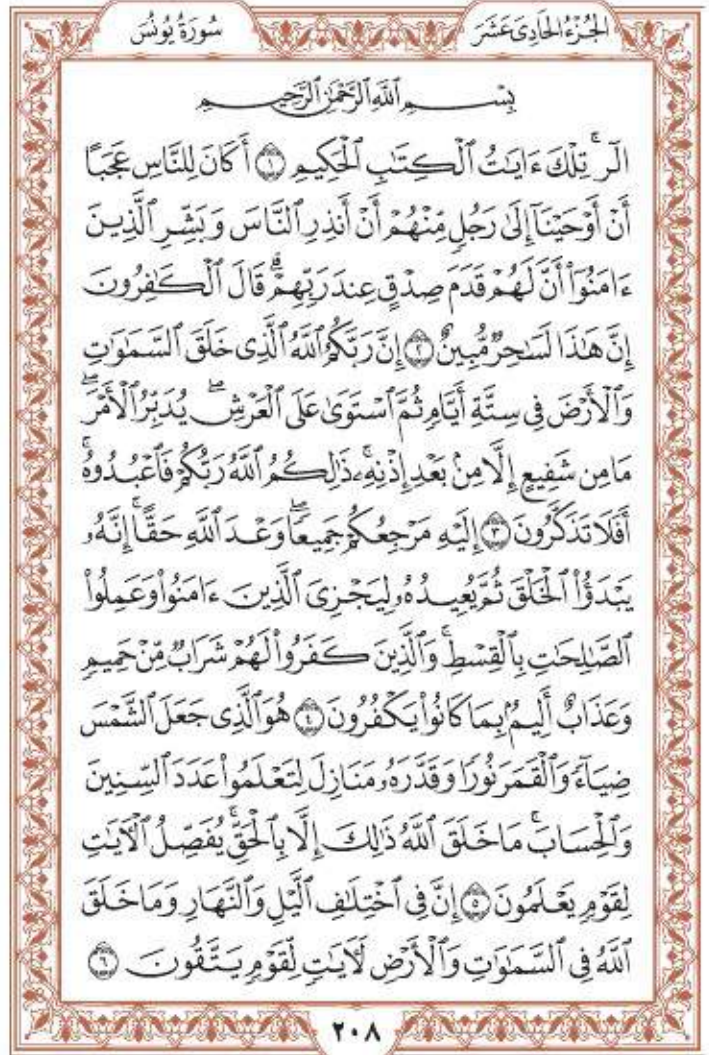 الجُزْءُ الحَادِى عَشَرَ
سُورَةُ يُونُسَ
بِسْمِ ٱللَّهِ ٱلرَّحْمَٰنِ ٱلرَّحِيمِ
الٓرۚ تِلْكَ ءَايَٰتُ ٱلْكِتَٰبِ ٱلْحَكِيمِ ١ أَكَانَ لِلنَّاسِ عَجَبًا
أَنْ أَوْحَيْنَآ إِلَىٰ رَجُلٍ مِّنْهُمْ أَنْ أَنذِرِ ٱلنَّاسَ وَبَشِّرِ ٱلَّذِينَ
ءَامَنُوٓا۟ أَنَّ لَهُمْ قَدَمَ صِدْقٍ عِندَ رَبِّهِمْۗ قَالَ ٱلْكَٰفِرُونَ
إِنَّ هَٰذَا لَسَٰحِرٌ مُّبِينٌ ٢ إِنَّ رَبَّكُمُ ٱللَّهُ ٱلَّذِى خَلَقَ ٱلسَّمَٰوَٰتِ
وَٱلْأَرْضَ فِى سِتَّةِ أَيَّامٍ ثُمَّ ٱسْتَوَىٰ عَلَى ٱلْعَرْشِۖ يُدَبِّرُ ٱلْأَمْرَۖ
مَا مِن شَفِيعٍ إِلَّا مِنۢ بَعْدِ إِذْنِهِۦۚ ذَٰلِكُمُ ٱللَّهُ رَبُّكُمْ فَٱعْبُدُوهُۚ
أَفَلَا تَذَكَّرُونَ ٣ إِلَيْهِ مَرْجِعُكُمْ جَمِيعًاۖ وَعْدَ ٱللَّهِ حَقًّاۚ إِنَّهُۥ
يَبْدَؤُا۟ ٱلْخَلْقَ ثُمَّ يُعِيدُهُۥ لِيَجْزِىَ ٱلَّذِينَ ءَامَنُوا۟ وَعَمِلُوا۟
ٱلصَّٰلِحَٰتِ بِٱلْقِسْطِۚ وَٱلَّذِينَ كَفَرُوا۟ لَهُمْ شَرَابٌ مِّنْ حَمِيمٍ
وَعَذَابٌ أَلِيمٌۢ بِمَا كَانُوا۟ يَكْفُرُونَ ٤ هُوَ ٱلَّذِى جَعَلَ ٱلشَّمْسَ
ضِيَآءً وَٱلْقَمَرَ نُورًا وَقَدَّرَهُۥ مَنَازِلَ لِتَعْلَمُوا۟ عَدَدَ ٱلسِّنِينَ
وَٱلْحِسَابَۚ مَا خَلَقَ ٱللَّهُ ذَٰلِكَ إِلَّا بِٱلْحَقِّۚ يُفَصِّلُ ٱلْءَايَٰتِ
لِقَوْمٍ يَعْلَمُونَ ٥ إِنَّ فِى ٱخْتِلَٰفِ ٱلَّيْلِ وَٱلنَّهَارِ وَمَا خَلَقَ
ٱللَّهُ فِى ٱلسَّمَٰوَٰتِ وَٱلْأَرْضِ لَءَايَٰتٍ لِّقَوْمٍ يَتَّقُونَ ٦
٢٠٨